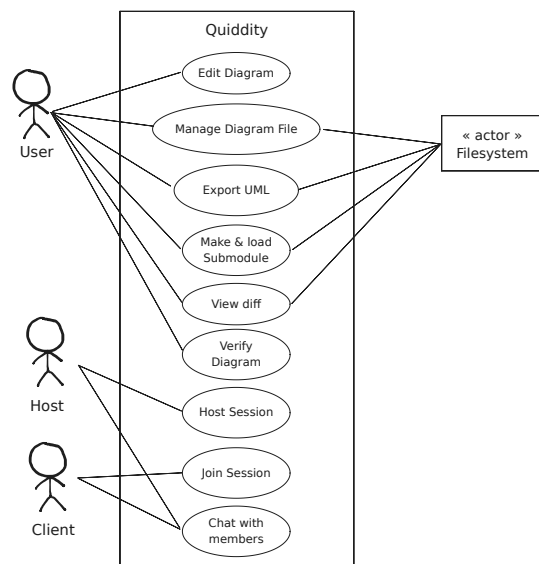 Quiddity
Edit Diagram
Manage Diagram File
« actor »
Filesystem
User
Export UML
Make & load
Submodule
View diff
Verify
Diagram
Host
Host Session
Join Session
Client
Chat with
members